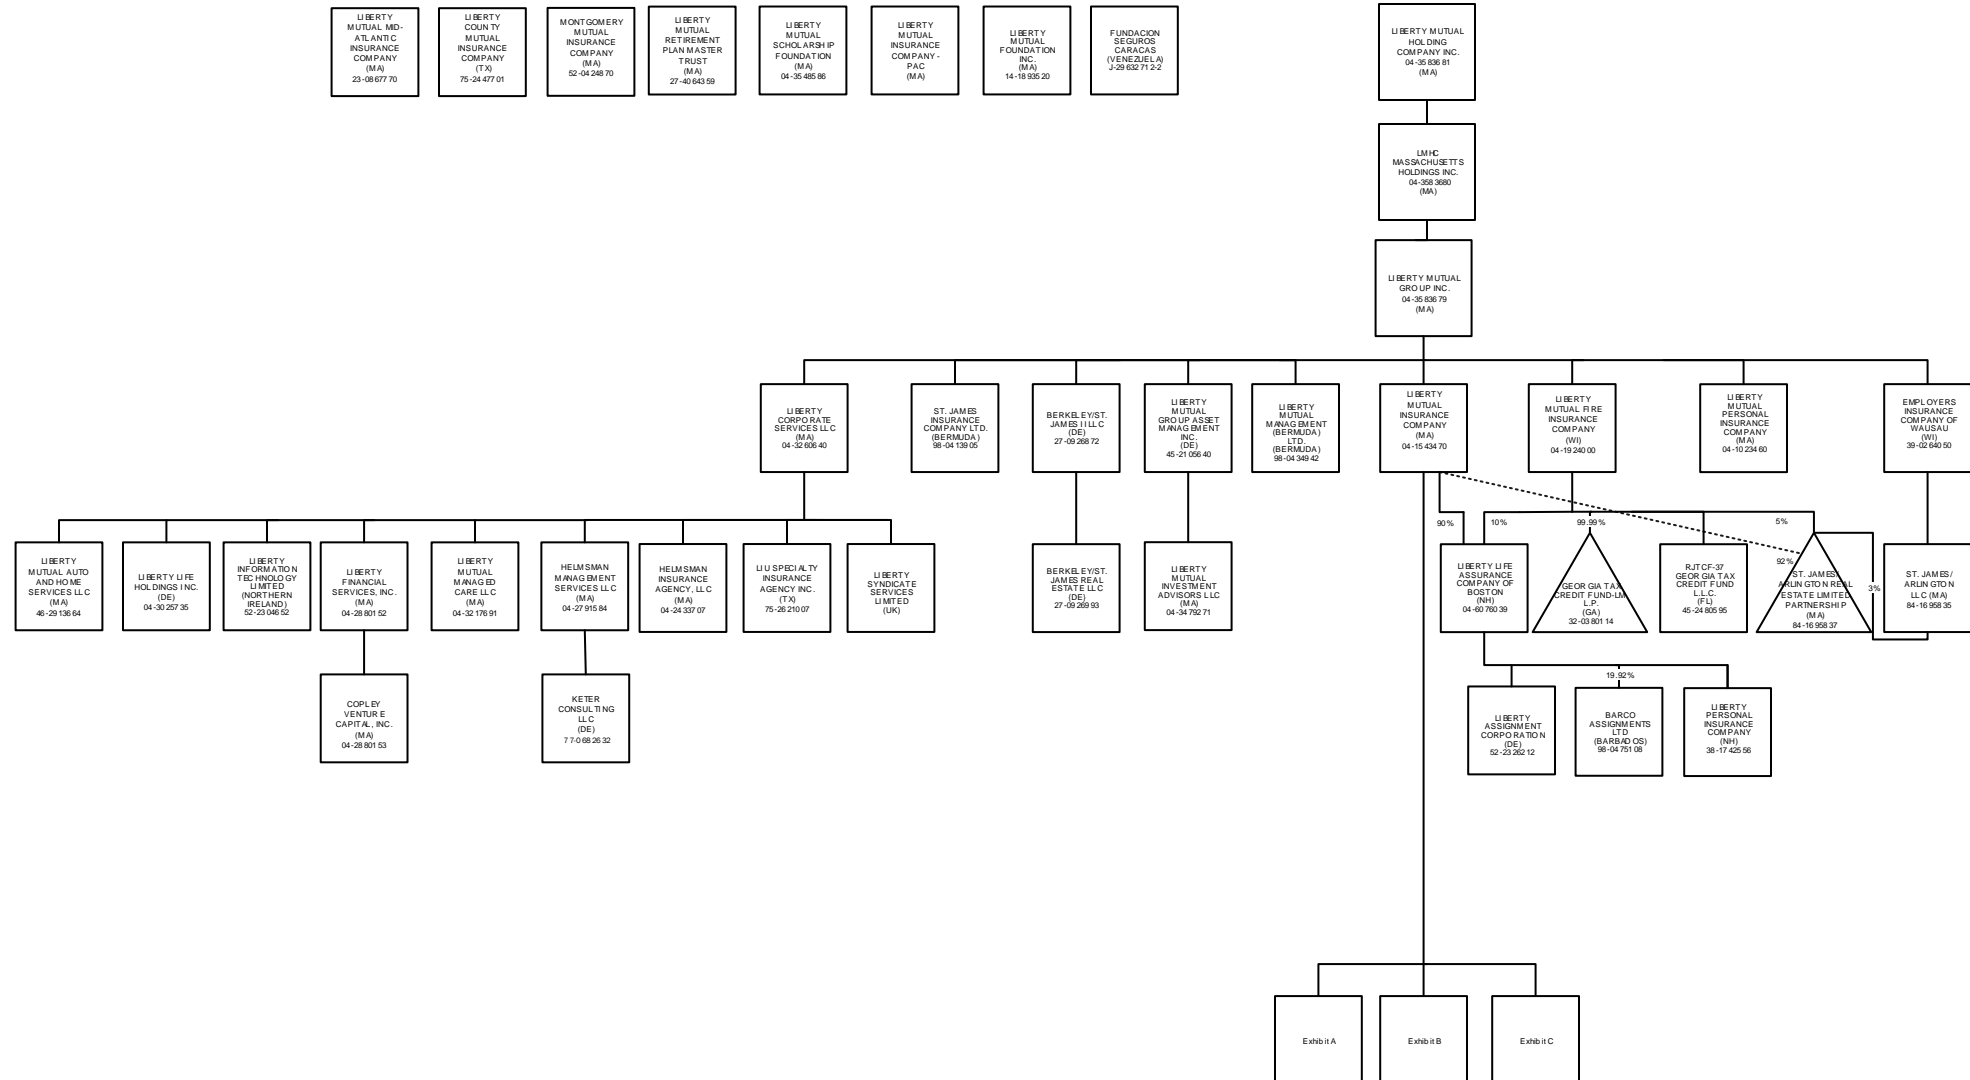 LIBERTY
MUTUAL MID-
ATLANTIC
INSURANCE
COMPANY
(MA)
23-0867770
LIBERTY
COUNTY
MUTUAL
INSURANCE
COMPANY
(TX)
75-2447701
MONTGOMERY
MUTUAL
INSURANCE
COMPANY
(MA)
52-0424870
LIBERTY
MUTUAL
RETIREMENT
PLAN MASTER
TRUST
(MA)
27-4064359
LIBERTY
MUTUAL
SCHOLARSHIP
FOUNDATION
(MA)
04-3548586
LIBERTY
MUTUAL
INSURANCE
COMPANY -
PAC
(MA)
LIBERTY
MUTUAL
FOUNDATION
INC.
(MA)
14-1893520
FUNDACION
SEGUROS
CARACAS
(VENEZUELA)
J-29632712-2
LIBERTY MUTUAL
HOLDING
COMPANY INC.
04-3583681
(MA)
LMHC
MASSACHUSETTS
HOLDINGS INC.
04-3583680
(MA)
LIBERTY MUTUAL
GROUP INC.
04-3583679
(MA)
LIBERTY
CORPORATE
SERVICES LLC
(MA)
04-3260640
ST. JAMES
INSURANCE
COMPANY LTD.
(BERMUDA)
98-0413905
BERKELEY/ST.
JAMES II LLC
(DE)
27-0926872
LIBERTY
MUTUAL
GROUP ASSET
MANAGEMENT
INC.
(DE)
45-2105640
LIBERTY
MUTUAL
MANAGEMENT
(BERMUDA)
LTD.
(BERMUDA)
98-0434942
LIBERTY
MUTUAL
INSURANCE
COMPANY
(MA)
04-1543470
LIBERTY
MUTUAL FIRE
INSURANCE
COMPANY
(WI)
04-1924000
LIBERTY
MUTUAL
PERSONAL
INSURANCE
COMPANY
(MA)
04-1023460
EMPLOYERS
INSURANCE
COMPANY OF
WAUSAU
(WI)
39-0264050
LIBERTY
MUTUAL AUTO
AND HOME
SERVICES LLC
(MA)
46-2913664
LIBERTY LIFE
HOLDINGS INC.
(DE)
04-3025735
LIBERTY
INFORMATION
TECHNOLOGY
LIMITED
(NORTHERN
IRELAND)
52-2304652
LIBERTY
FINANCIAL
SERVICES, INC.
(MA)
04-2880152
LIBERTY
MUTUAL
MANAGED
CARE LLC
(MA)
04-3217691
HELMSMAN
MANAGEMENT
SERVICES LLC
(MA)
04-2791584
HELMSMAN
INSURANCE
AGENCY, LLC
(MA)
04-2433707
LIU SPECIALTY
INSURANCE
AGENCY INC.
(TX)
75-2621007
LIBERTY
SYNDICATE
SERVICES
LIMITED
(UK)
BERKELEY/ST.
JAMES REAL
ESTATE LLC
(DE)
27-0926993
LIBERTY
MUTUAL
INVESTMENT
ADVISORS LLC
(MA)
04-3479271
90%
10%
99.99%
5%
92%
3%
LIBERTY LIFE
ASSURANCE
COMPANY OF
BOSTON
(NH)
04-6076039
GEORGIA TAX
CREDIT FUND-LM
L.P.
(GA)
32-0380114
RJTCF-37
GEORGIA TAX
CREDIT FUND
L.L.C.
(FL)
45-2480595
ST. JAMES/
ARLINGTON REAL
ESTATE LIMITED
PARTNERSHIP
(MA)
84-1695837
ST. JAMES/
ARLINGTON
LLC (MA)
84-1695835
COPLEY
VENTURE
CAPITAL, INC.
(MA)
04-2880153
KETER
CONSULTING
LLC
(DE)
77-0682632
19.92%
LIBERTY
ASSIGNMENT
CORPORATION
(DE)
52-2326212
BARCO
ASSIGNMENTS
LTD
(BARBADOS)
98-0475108
LIBERTY
PERSONAL
INSURANCE
COMPANY
(NH)
38-1742556
Exhibit A
Exhibit B
Exhibit C